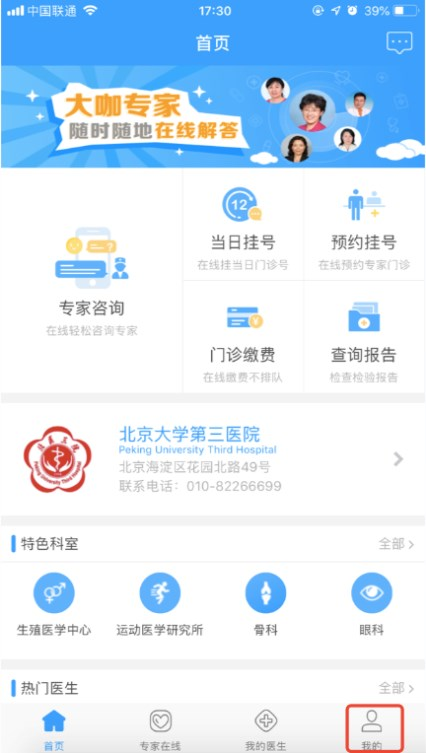 中国联通
17:30
39%
首页
大咖专家
随时随地在线解答
专家咨询
在线轻松咨询专家
12
当日挂号
在线挂当日门诊号
预约挂号
在线预约专家门诊
门诊缴费
在线缴费不排队
查询报告
检查检验报告
Peking University Third Hospital
北京大学第三医院
Peking University Third Hospital
北京海淀区花园北路49号
联系电话：010-82266699
特色科室
全部
生殖医学中心
运动医学研究所
骨科
眼科
热门医生
全部
首页
专家在线
我的医生
我的